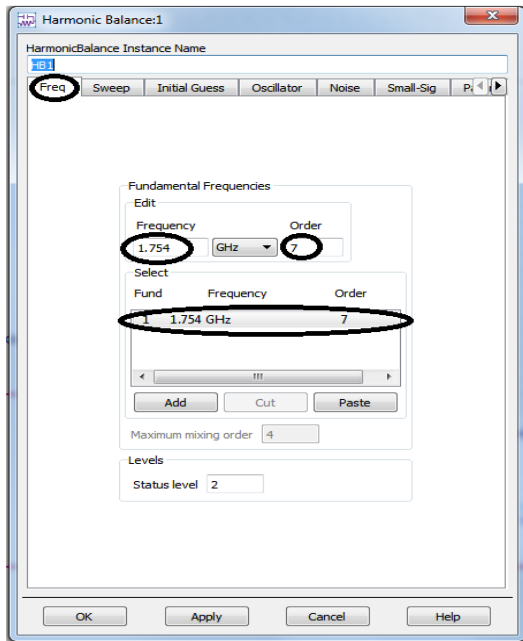 Harmonic Balance:1
HarmonicBalance Instance Name
HB1
Freq Sweep Initial Guess Oscillator Noise Small-Sig
Fundamental Frequencies
Edit
Frequency Order
1.754 GHz 7
Select
Fund Frequency Order
1 1.754 GHz 7
Add Cut Paste
Maximum mixing order 4
Levels
Status level 2
OK Apply Cancel Help